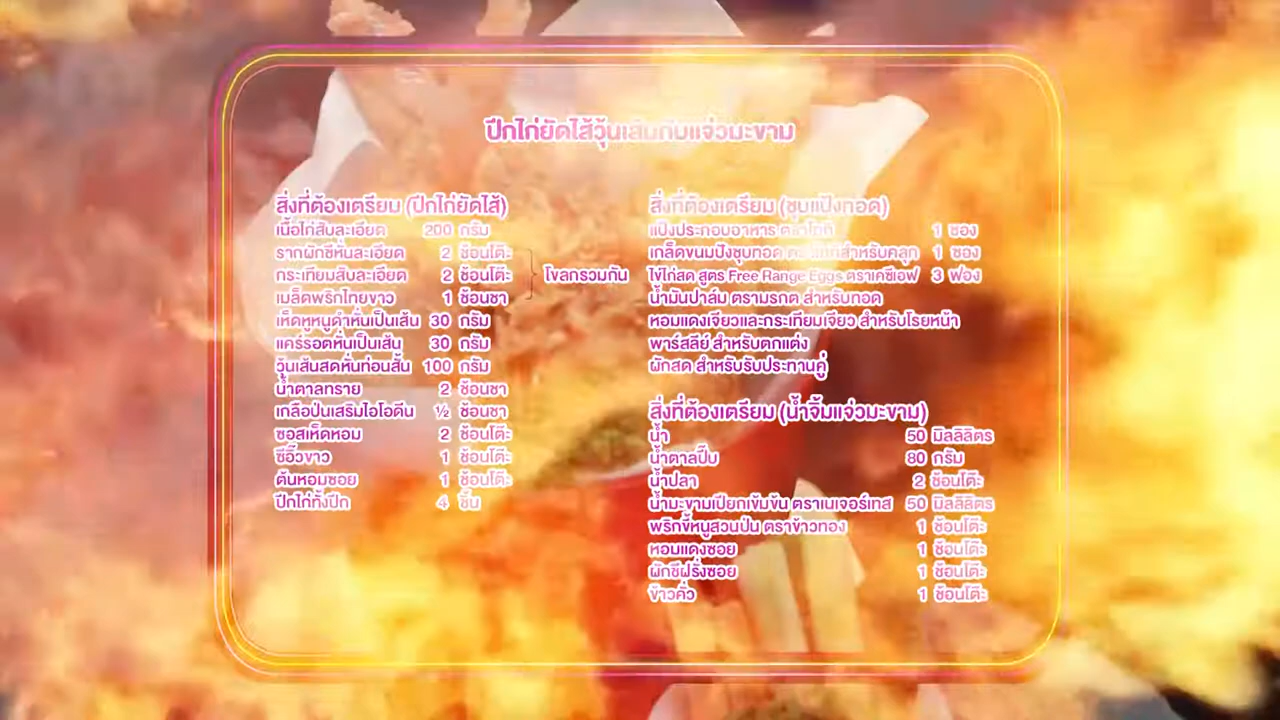 ปีกไก่ยัดไส้วุ้นเส้นกับแจ่วมะขาม
สิ่งที่ต้องเตรียม (ปีกไก่ยัดไส้)
เนื้อไก่สับละเอียด 200 กรัม
รากผักชีหั่นละเอียด 2 ช้อนโต๊ะ
กระเทียมสับละเอียด 2 ช้อนโต๊ะ
เมล็ดพริกไทยขาว 1 ช้อนชา
โขลกรวมกัน
เห็ดหูหนูดำหั่นเป็นเส้น 30 กรัม
แคร์รอตหั่นเป็นเส้น 30 กรัม
วุ้นเส้นสดหั่นท่อนสั้น 100 กรัม
น้ำตาลทราย 2 ช้อนชา
เกลือป่นเสริมไอโอดีน ½ ช้อนชา
ซอสเห็ดหอม 2 ช้อนโต๊ะ
ซีอิ๊วขาว 1 ช้อนโต๊ะ
ต้นหอมซอย 1 ช้อนโต๊ะ
ปีกไก่ทั้งปีก 4 ชิ้น
สิ่งที่ต้องเตรียม (ชุบแป้งทอด)
แป้งประกอบอาหาร 1 ซอง
เกล็ดขนมปังชุบทอด สำหรับคลุก 1 ซอง
ไข่ไก่สด สูตร Free Range Eggs ตราเคซีเอฟ 3 ฟอง
น้ำมันปาล์ม ตรามรกต สำหรับทอด
หอมแดงเจียวและกระเทียมเจียว สำหรับโรยหน้า
พาร์สลีย์ สำหรับตกแต่ง
ผักสด สำหรับรับประทานคู่
สิ่งที่ต้องเตรียม (น้ำจิ้มแจ่วมะขาม)
น้ำ 50 มิลลิลิตร
น้ำตาลปี๊บ 80 กรัม
น้ำปลา 2 ช้อนโต๊ะ
น้ำมะขามเปียกเข้มข้น ตราเนเจอร์เทส 50 มิลลิลิตร
พริกขี้หนูสวนป่น ตราข้าวทอง 1 ช้อนโต๊ะ
หอมแดงซอย 1 ช้อนโต๊ะ
ผักชีฝรั่งซอย 1 ช้อนโต๊ะ
ข้าวคั่ว 1 ช้อนโต๊ะ